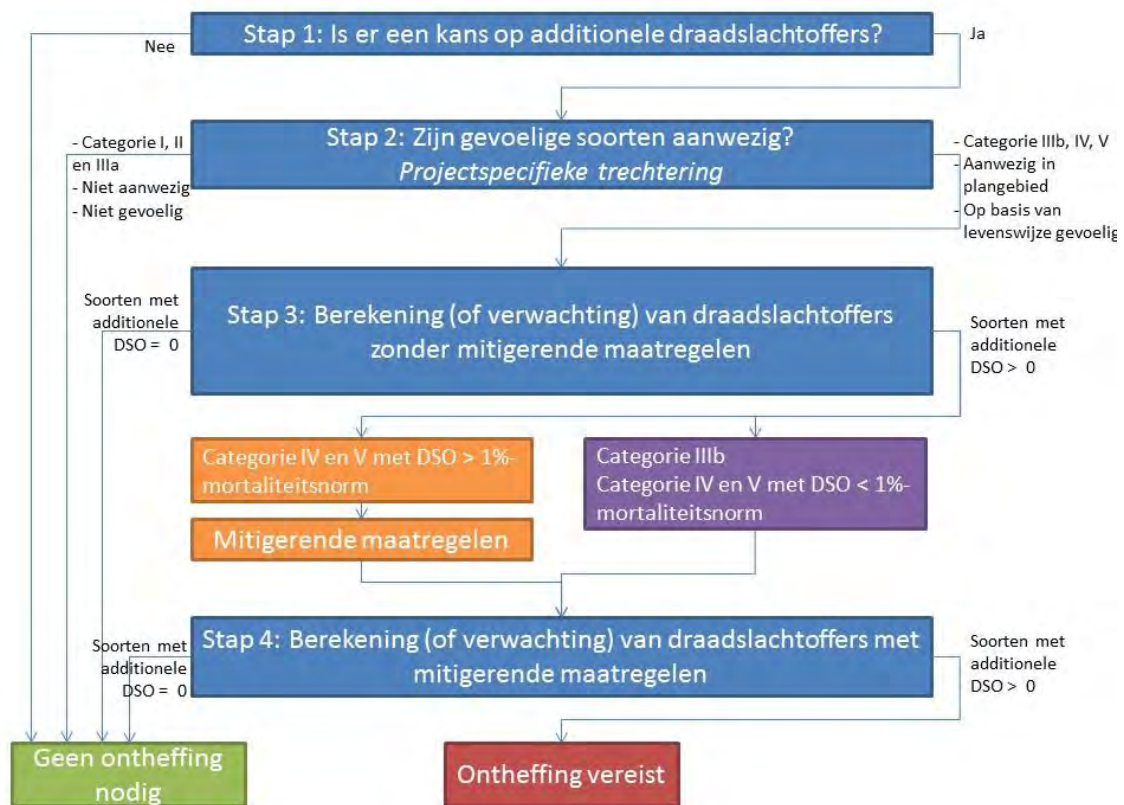 Stap 1: Is er een kans op additionele draadslachtoffers?
Nee
Ja
Stap 2: Zijn gevoelige soorten aanwezig?
Projectspecifieke trechtering
- Categorie I, II
en IIIa
- Niet aanwezig
- Niet gevoelig
- Categorie IIIb, IV, V
- Aanwezig in
plangebied
- Op basis van
levenswijze gevoelig
Stap 3: Berekening (of verwachting) van draadslachtoffers
zonder mitigerende maatregelen
Soorten met
additionele
DSO = 0
Soorten met
additionele
DSO > 0
Categorie IV en V met DSO > 1%-
mortaliteitsnorm
Mitigerende maatregelen
Categorie IIIb
Categorie IV en V met DSO < 1%-
mortaliteitsnorm
Stap 4: Berekening (of verwachting) van draadslachtoffers met
mitigerende maatregelen
Soorten met
additionele
DSO = 0
Soorten met
additionele
DSO > 0
Geen ontheffing
nodig
Ontheffing vereist